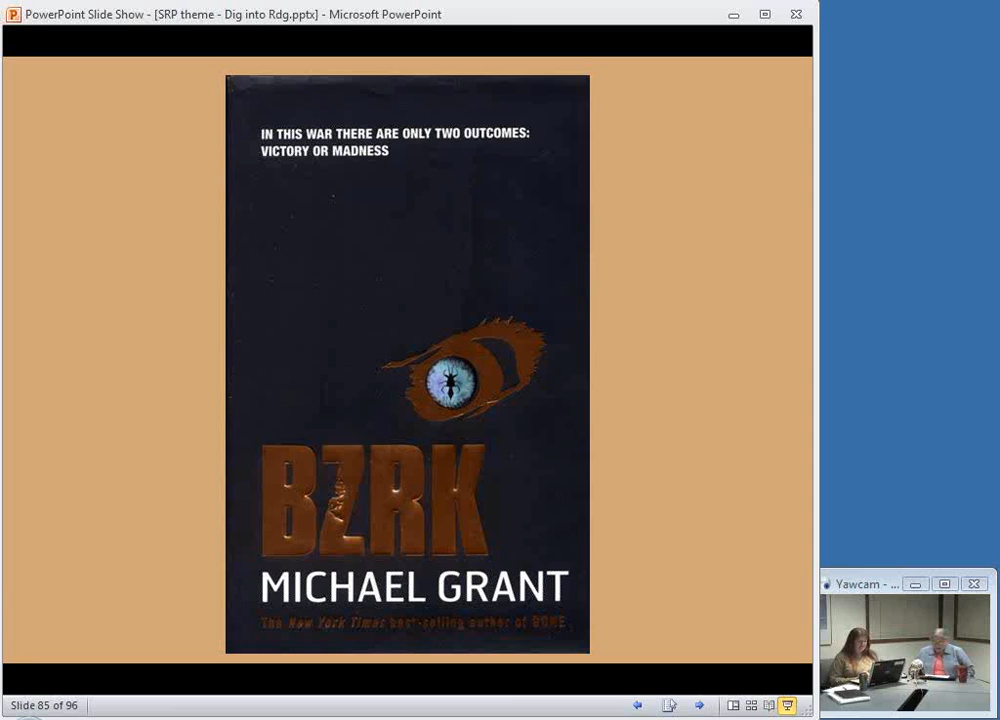 PowerPoint Slide Show - [SRP theme - Dig into Rdg.pptx] - Microsoft PowerPoint
IN THIS WAR THERE ARE ONLY TWO OUTCOMES:
VICTORY OR MADNESS
BZRK
MICHAEL GRANT
The New York Times best-selling author of GONE
Yawcam - ...
Slide 85 of 96